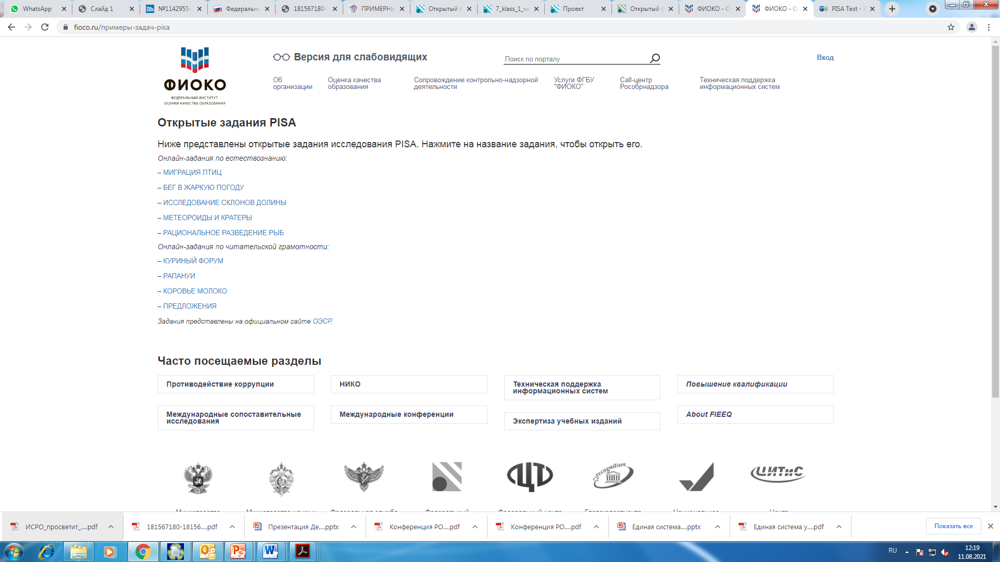 WhatsApp
Слайд 1
№1142955-
Федеральн
181567180-
ПРИМЕРНЫ
Открытый б
7_klass_1_va
Проект
Открытый б
ФИОКО - Ст
ФИОКО - О
PISA Test -
fioco.ru/примеры-задач-pisa
ФИОКО
ФЕДЕРАЛЬНЫЙ ИНСТИТУТ
ОЦЕНКИ КАЧЕСТВА ОБРАЗОВАНИЯ
Версия для слабовидящих
Поиск по порталу
Вход
Об
организации
Оценка качества
образования
Сопровождение контрольно-надзорной
деятельности
Услуги ФГБУ
"ФИОКО"
Call-центр
Рособрнадзора
Техническая поддержка
информационных систем
Открытые задания PISA
Ниже представлены открытые задания исследования PISA. Нажмите на название задания, чтобы открыть его.
Онлайн-задания по естествознанию:
– МИГРАЦИЯ ПТИЦ
– БЕГ В ЖАРКУЮ ПОГОДУ
– ИССЛЕДОВАНИЕ СКЛОНОВ ДОЛИНЫ
– МЕТЕОРОИДЫ И КРАТЕРЫ
– РАЦИОНАЛЬНОЕ РАЗВЕДЕНИЕ РЫБ
Онлайн-задания по читательской грамотности:
– КУРИНЫЙ ФОРУМ
– РАПАНУИ
– КОРОВЬЕ МОЛОКО
– ПРЕДЛОЖЕНИЯ
Задания представлены на официальном сайте ОЭСР.
Часто посещаемые разделы
Противодействие коррупции
НИКО
Техническая поддержка
информационных систем
Повышение квалификации
Международные сопоставительные
исследования
Международные конференции
Экспертиза учебных изданий
About FIEEQ
ЦТ
recognition
ЦИТиС
ИСРО_просветит_....pdf
181567180-18156....pdf
Презентация Де....pptx
Конференция РО....pdf
Конференция РО....pdf
Единая система....pptx
Единая система у....pdf
Показать все
RU
12:19
11.08.2021